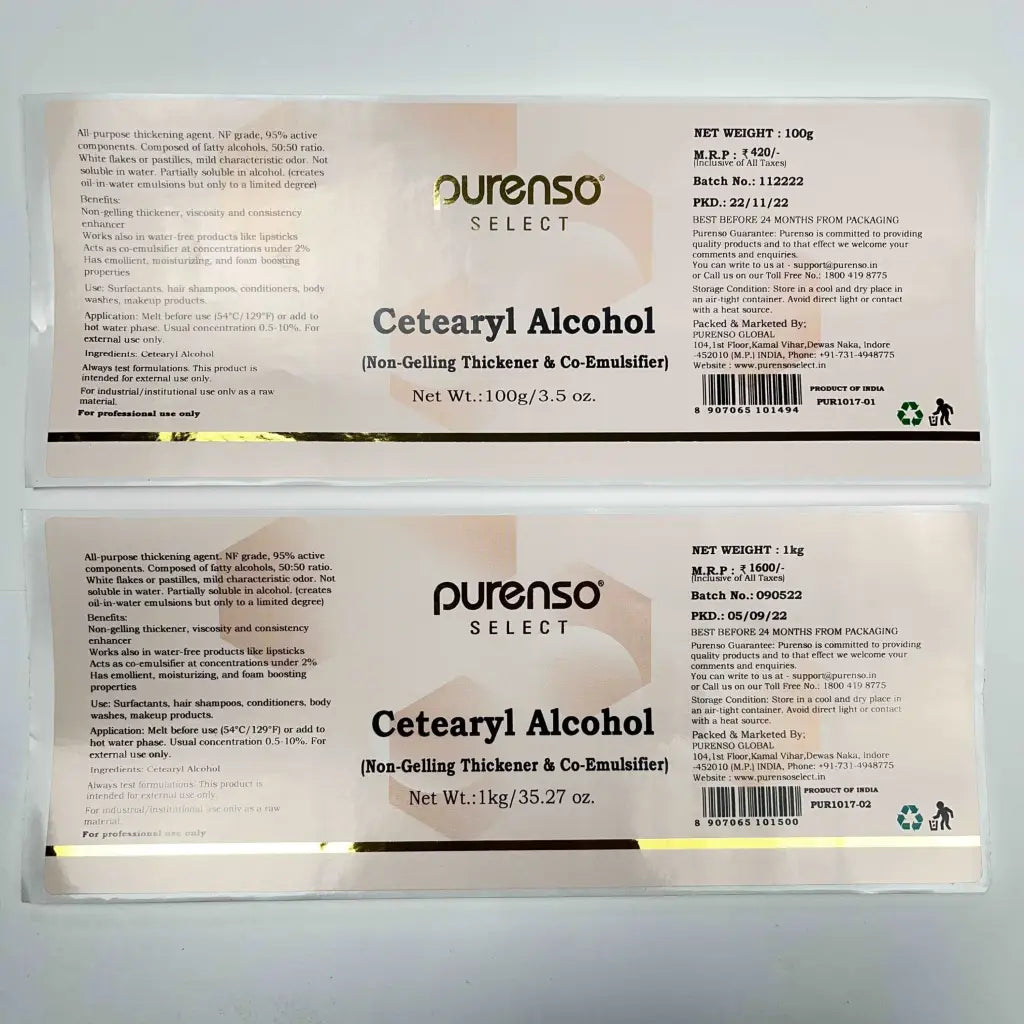 All-purpose thickening agent. NF grade, 95% active
components. Composed of fatty alcohols, 50:50 ratio.
White flakes or pastilles, mild characteristic odor. Not
soluble in water. Partially soluble in alcohol. (creates
oil-in-water emulsions but only to a limited degree)
Benefits:
Non-gelling thickener, viscosity and consistency
enhancer
Works also in water-free products like lipsticks
Acts as co-emulsifier at concentrations under 2%
Has emollient, moisturizing, and foam boosting
properties
Use: Surfactants, hair shampoos, conditioners, body
washes, makeup products.
Application: Melt before use (54°C/129°F) or add to
hot water phase. Usual concentration 0.5-10%. For
external use only.
Ingredients: Cetearyl Alcohol
Always test formulations. This product is
intended for external use only.
For industrial/institutional use only as a raw
material.
For professional use only
purenso®
SELECT
Cetearyl Alcohol
(Non-Gelling Thickener & Co-Emulsifier)
Net Wt.:100g/3.5 oz.
NET WEIGHT : 100g
M.R.P : ₹ 420/-
(Inclusive of All Taxes)
Batch No.: 112222
PKD.: 22/11/22
BEST BEFORE 24 MONTHS FROM PACKAGING
Purenso Guarantee: Purenso is committed to providing
quality products and to that effect we welcome your
comments and enquiries.
You can write to us at - support@purenso.in
or Call us on our Toll Free No.: 1800 419 8775
Storage Condition: Store in a cool and dry place in
an air-tight container. Avoid direct light or contact
with a heat source.
Packed & Marketed By;
PURENSO GLOBAL
104,1st Floor,Kamal Vihar,Dewas Naka, Indore
-452010 (M.P.) INDIA, Phone: +91-731-4948775
Website : www.purensoselect.in
PRODUCT OF INDIA
PUR1017-01
8 907065 101494
All-purpose thickening agent. NF grade, 95% active
components. Composed of fatty alcohols, 50:50 ratio.
White flakes or pastilles, mild characteristic odor. Not
soluble in water. Partially soluble in alcohol. (creates
oil-in-water emulsions but only to a limited degree)
Benefits:
Non-gelling thickener, viscosity and consistency
enhancer
Works also in water-free products like lipsticks
Acts as co-emulsifier at concentrations under 2%
Has emollient, moisturizing, and foam boosting
properties
Use: Surfactants, hair shampoos, conditioners, body
washes, makeup products.
Application: Melt before use (54°C/129°F) or add to
hot water phase. Usual concentration 0.5-10%. For
external use only.
Ingredients: Cetearyl Alcohol
Always test formulations. This product is
intended for external use only.
For industrial/institutional use only as a raw
material.
For professional use only
purenso®
SELECT
Cetearyl Alcohol
(Non-Gelling Thickener & Co-Emulsifier)
Net Wt.:1kg/35.27 oz.
NET WEIGHT : 1kg
M.R.P : ₹ 1600/-
(Inclusive of All Taxes)
Batch No.: 090522
PKD.: 05/09/22
BEST BEFORE 24 MONTHS FROM PACKAGING
Purenso Guarantee: Purenso is committed to providing
quality products and to that effect we welcome your
comments and enquiries.
You can write to us at - support@purenso.in
or Call us on our Toll Free No.: 1800 419 8775
Storage Condition: Store in a cool and dry place in
an air-tight container. Avoid direct light or contact
with a heat source.
Packed & Marketed By;
PURENSO GLOBAL
104,1st Floor,Kamal Vihar,Dewas Naka, Indore
-452010 (M.P.) INDIA, Phone: +91-731-4948775
Website : www.purensoselect.in
PRODUCT OF INDIA
PUR1017-02
8 907065 101500